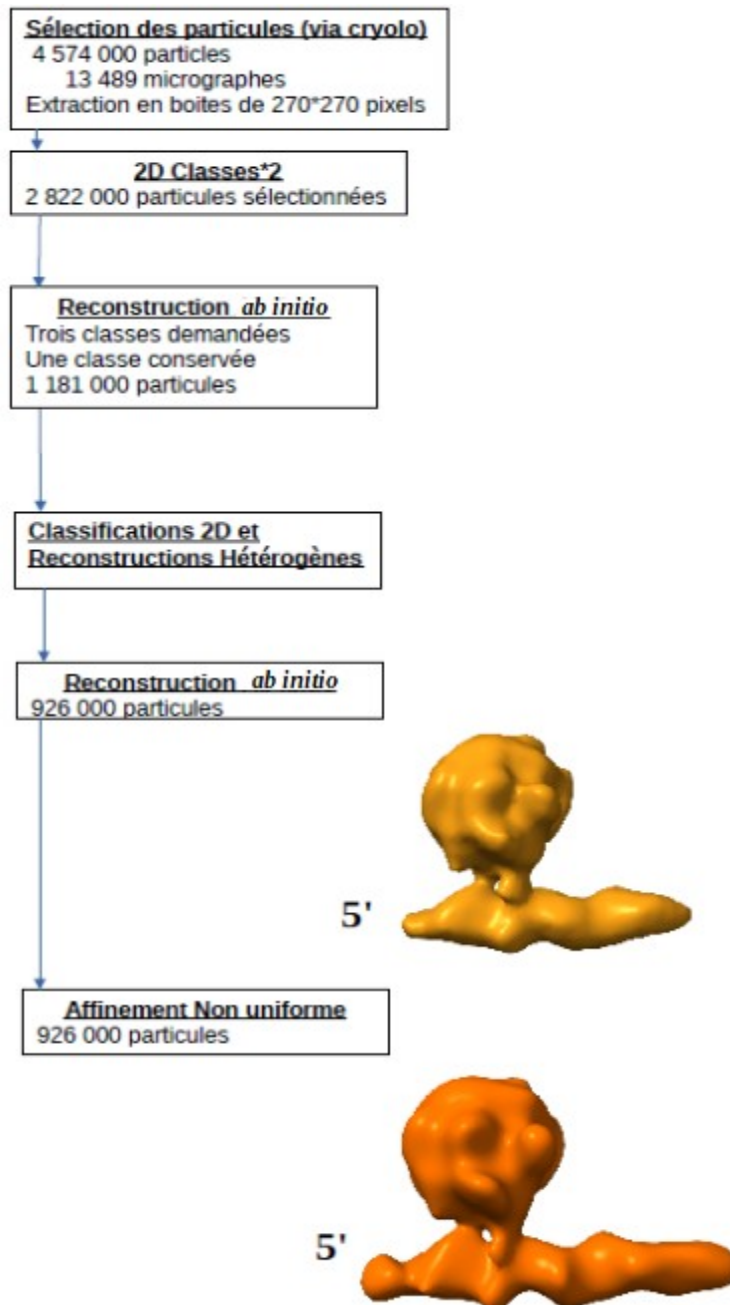 Sélection des particules (via cryolo)
4 574 000 particles
13 489 micrographes
Extraction en boites de 270*270 pixels
2D Classes*2
2 822 000 particules sélectionnées
Reconstruction ab initio
Trois classes demandées
Une classe conservée
1 181 000 particules
Classifications 2D et
Reconstructions Hétérogènes
Reconstruction ab initio
926 000 particules
5'
Affinement Non uniforme
926 000 particules
5'